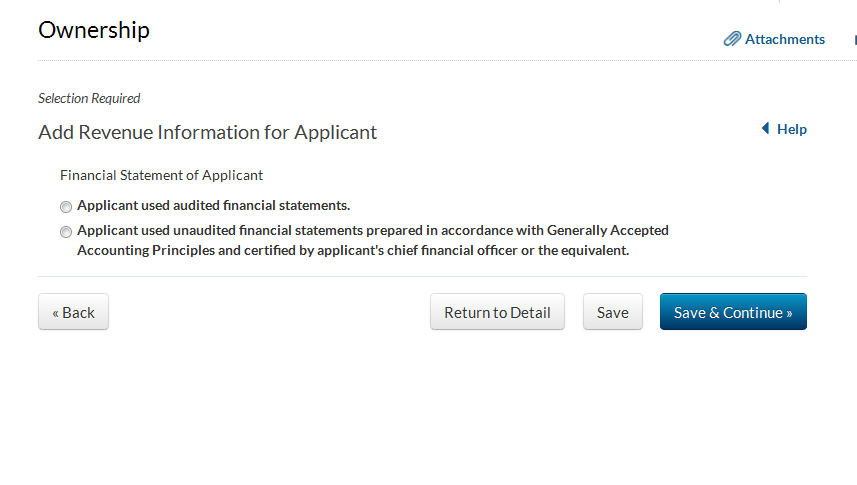 Ownership
Attachments
Selection Required
Add Revenue Information for Applicant
Help
Financial Statement of Applicant
Applicant used audited financial statements.
Applicant used unaudited financial statements prepared in accordance with Generally Accepted
Accounting Principles and certified by applicant's chief financial officer or the equivalent.
« Back
Return to Detail
Save
Save & Continue »